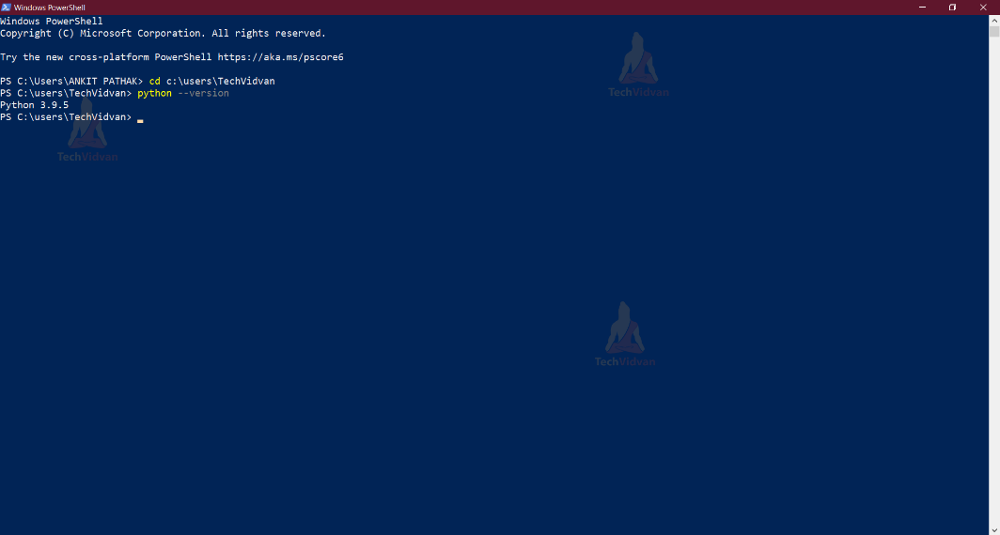 Windows PowerShell
Windows PowerShell
Copyright (C) Microsoft Corporation. All rights reserved.
Try the new cross-platform PowerShell https://aka.ms/pscore6
PS C:\Users\ANKIT PATHAK> cd c:\users\TechVidvan
PS C:\users\TechVidvan> python --version
Python 3.9.5
PS C:\users\TechVidvan>
TechVidvan
TechVidvan
TechVidvan